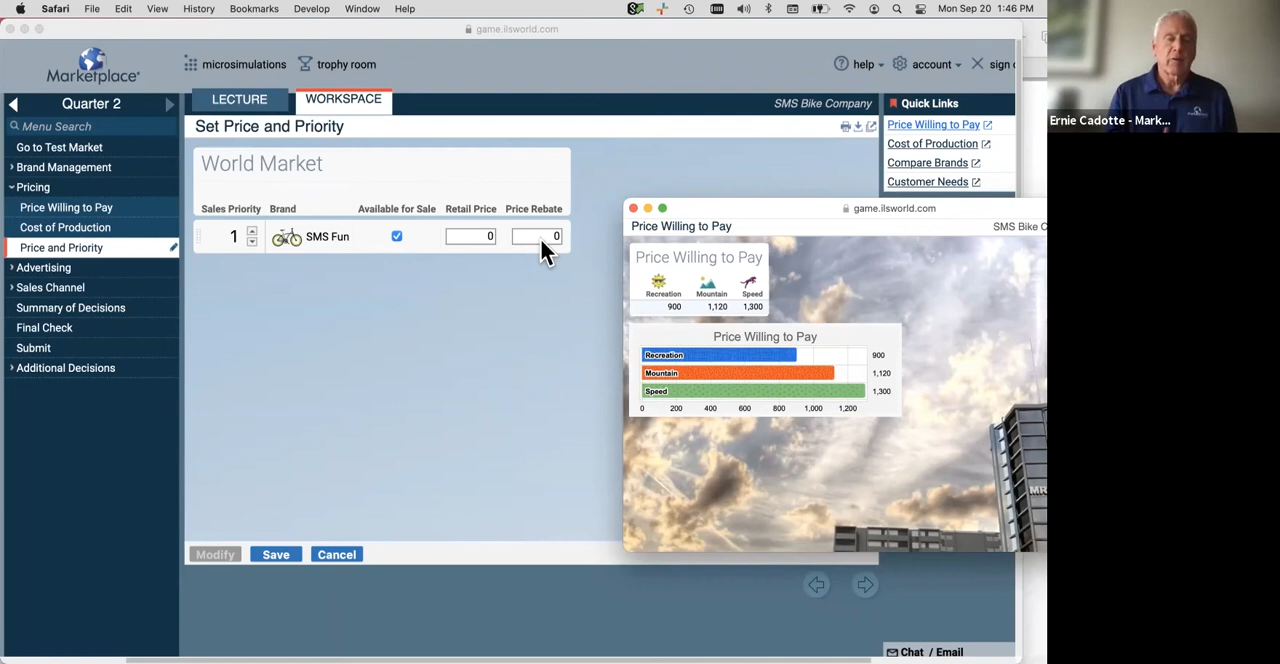 Safari File Edit View History Bookmarks Develop Window Help Mon Sep 20 1:46 PM
game.ilsworld.com
Marketplace
microsimulations trophy room help account sign
Quarter 2
LECTURE WORKSPACE SMS Bike Company Quick Links
Menu Search
Set Price and Priority
Price Willing to Pay
Cost of Production
Compare Brands
Customer Needs
Go to Test Market
Brand Management
Pricing
Price Willing to Pay
Cost of Production
Price and Priority
Advertising
Sales Channel
Summary of Decisions
Final Check
Submit
Additional Decisions
World Market
Sales Priority Brand Available for Sale Retail Price Price Rebate
1 SMS Fun 0 0
Modify Save Cancel
game.ilsworld.com
Price Willing to Pay SMS Bike C
Price Willing to Pay
Recreation Mountain Speed
900 1,120 1,300
Price Willing to Pay
Recreation 900
Mountain 1,120
Speed 1,300
0 200 400 600 800 1,000 1,200
MR
Chat / Email
Ernie Cadotte - Mark...